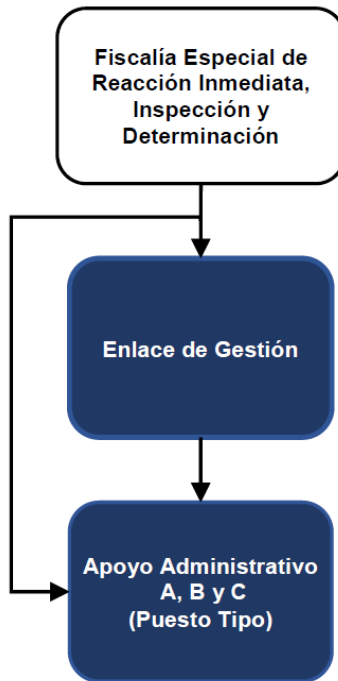 Fiscalía Especial de
Reacción Inmediata,
Inspección y
Determinación
Enlace de Gestión
Apoyo Administrativo
A, B y C
(Puesto Tipo)